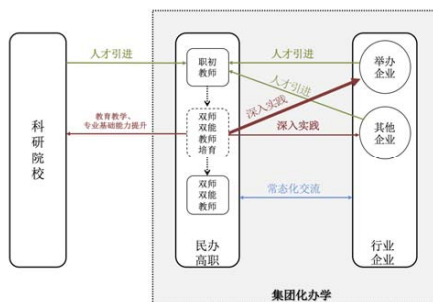 人才引进
职初
教师
人才引进
举办
企业
人才引进
深入实践
科研院校
教育教学、
专业基础能力提升
双师
双能
教师
培育
深入实践
其他
企业
双师
双能
教师
常态化交流
民办
高职
行业
企业
集团化办学